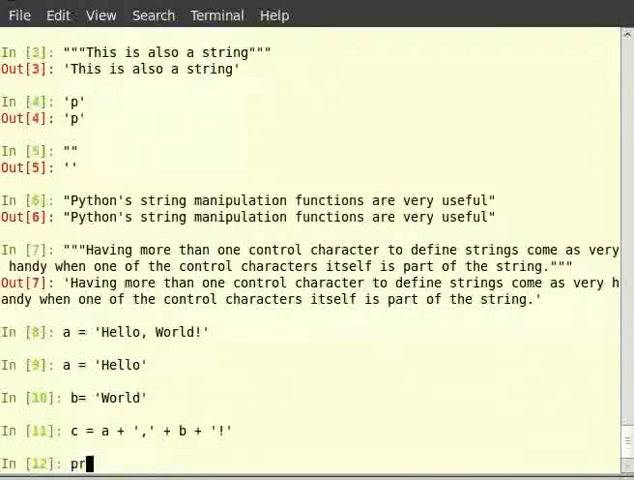 File Edit View Search Terminal Help
In [3]: """This is also a string"""
Out[3]: 'This is also a string'
In [4]: 'p'
Out[4]: 'p'
In [5]: ""
Out[5]: ''
In [6]: "Python's string manipulation functions are very useful"
Out[6]: "Python's string manipulation functions are very useful"
In [7]: """Having more than one control character to define strings come as very
handy when one of the control characters itself is part of the string."""
Out[7]: 'Having more than one control character to define strings come as very h
andy when one of the control characters itself is part of the string.'
In [8]: a = 'Hello, World!'
In [9]: a = 'Hello'
In [10]: b= 'World'
In [11]: c = a + ',' + b + '!'
In [12]: pr